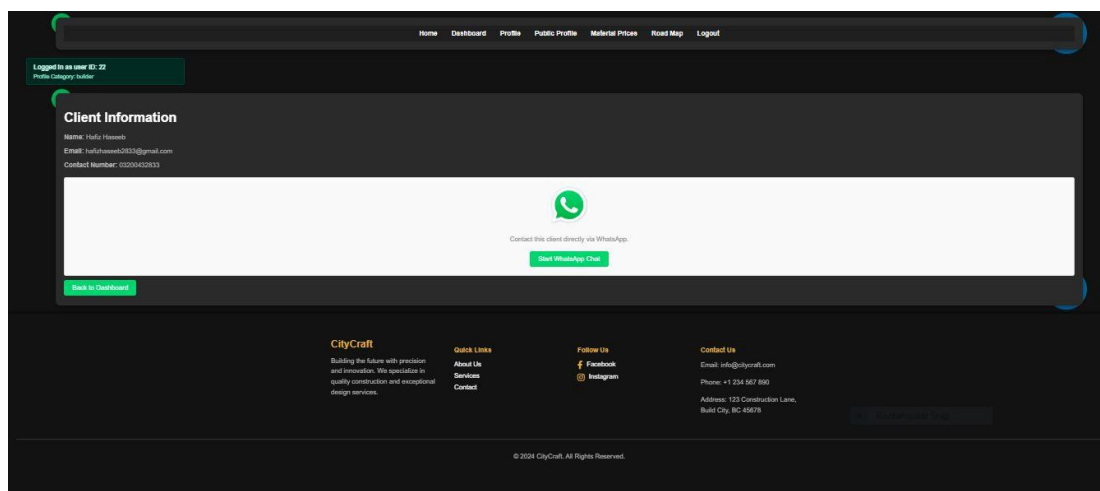 Home Dashboard Profile Public Profile Material Prices Road Map Logout
Logged in as user ID: 22
Profile Category: builder
Client Information
Name: Hafiz Haseeb
Email: hafizhaseeb2833@gmail.com
Contact Number: 03200432833
Contact this client directly via WhatsApp.
Start WhatsApp Chat
Back to Dashboard
CityCraft
Building the future with precision
and innovation. We specialize in
quality construction and exceptional
design services.
Quick Links
About Us
Services
Contact
Follow Us
Facebook
Instagram
Contact Us
Email: info@citycraft.com
Phone: +1 234 567 890
Address: 123 Construction Lane,
Build City, BC 45678
© 2024 CityCraft. All Rights Reserved.